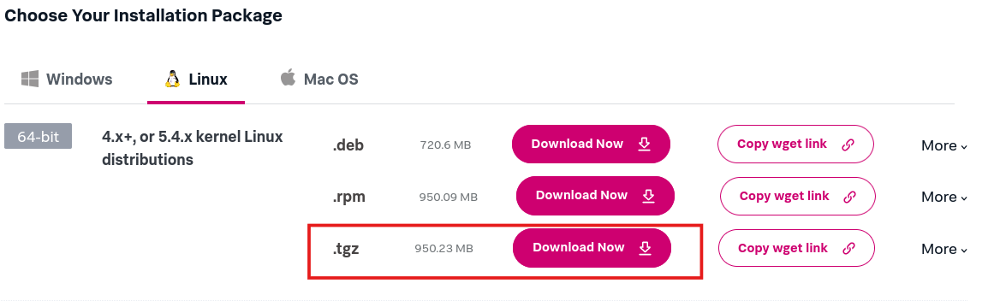 Choose Your Installation Package
Windows
Linux
Mac OS
64-bit
4.x+, or 5.4.x kernel Linux
distributions
.deb
720.6 MB
Download Now
Copy wget link
More
.rpm
950.09 MB
Download Now
Copy wget link
More
.tgz
950.23 MB
Download Now
Copy wget link
More